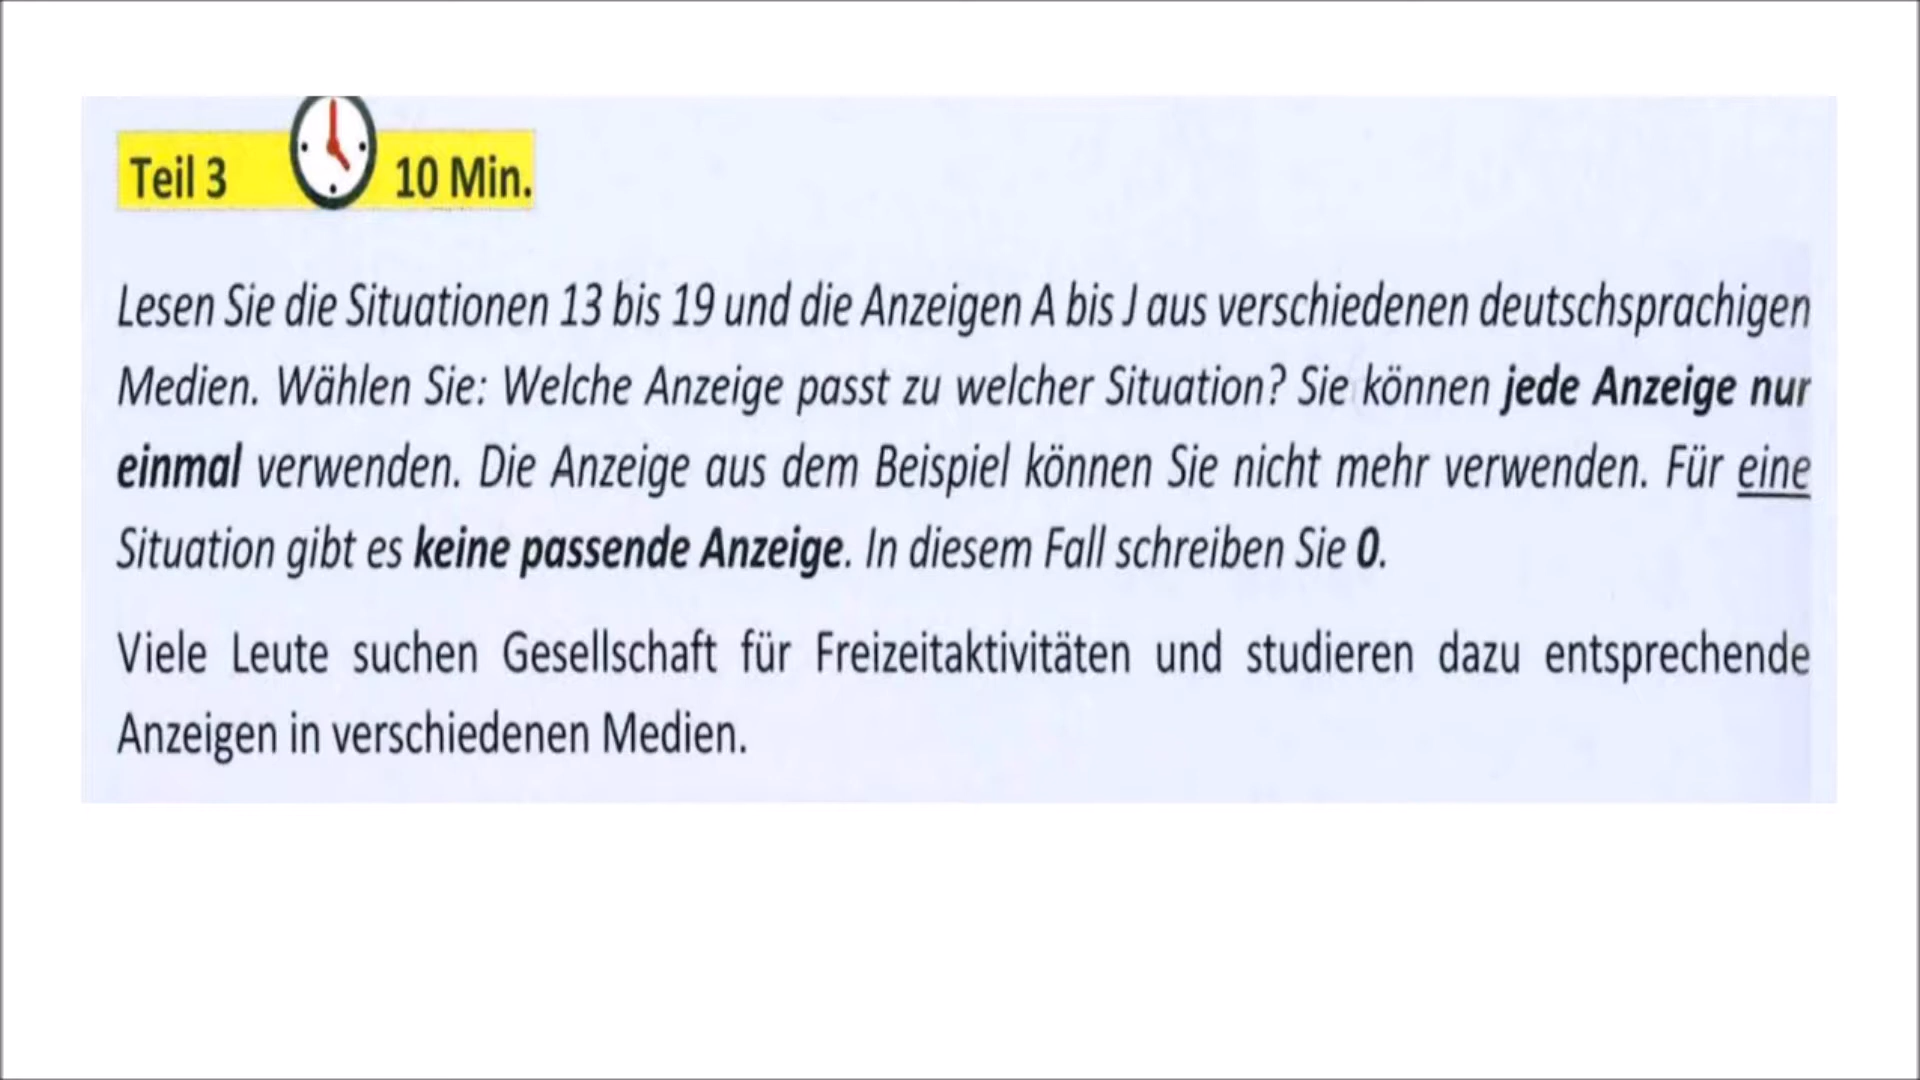 Teil 3 10 Min.
Lesen Sie die Situationen 13 bis 19 und die Anzeigen A bis J aus verschiedenen deutschsprachigen
Medien. Wählen Sie: Welche Anzeige passt zu welcher Situation? Sie können jede Anzeige nur
einmal verwenden. Die Anzeige aus dem Beispiel können Sie nicht mehr verwenden. Für eine
Situation gibt es keine passende Anzeige. In diesem Fall schreiben Sie 0.
Viele Leute suchen Gesellschaft für Freizeitaktivitäten und studieren dazu entsprechende
Anzeigen in verschiedenen Medien.